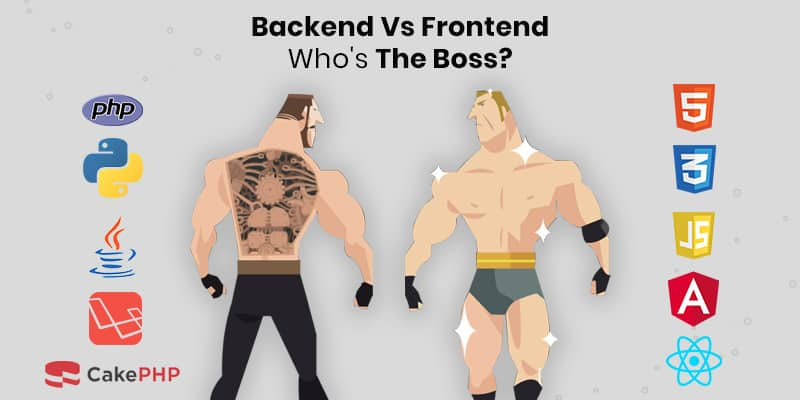 Backend Vs Frontend
Who's The Boss?
php
5
3
JS
A
CakePHP